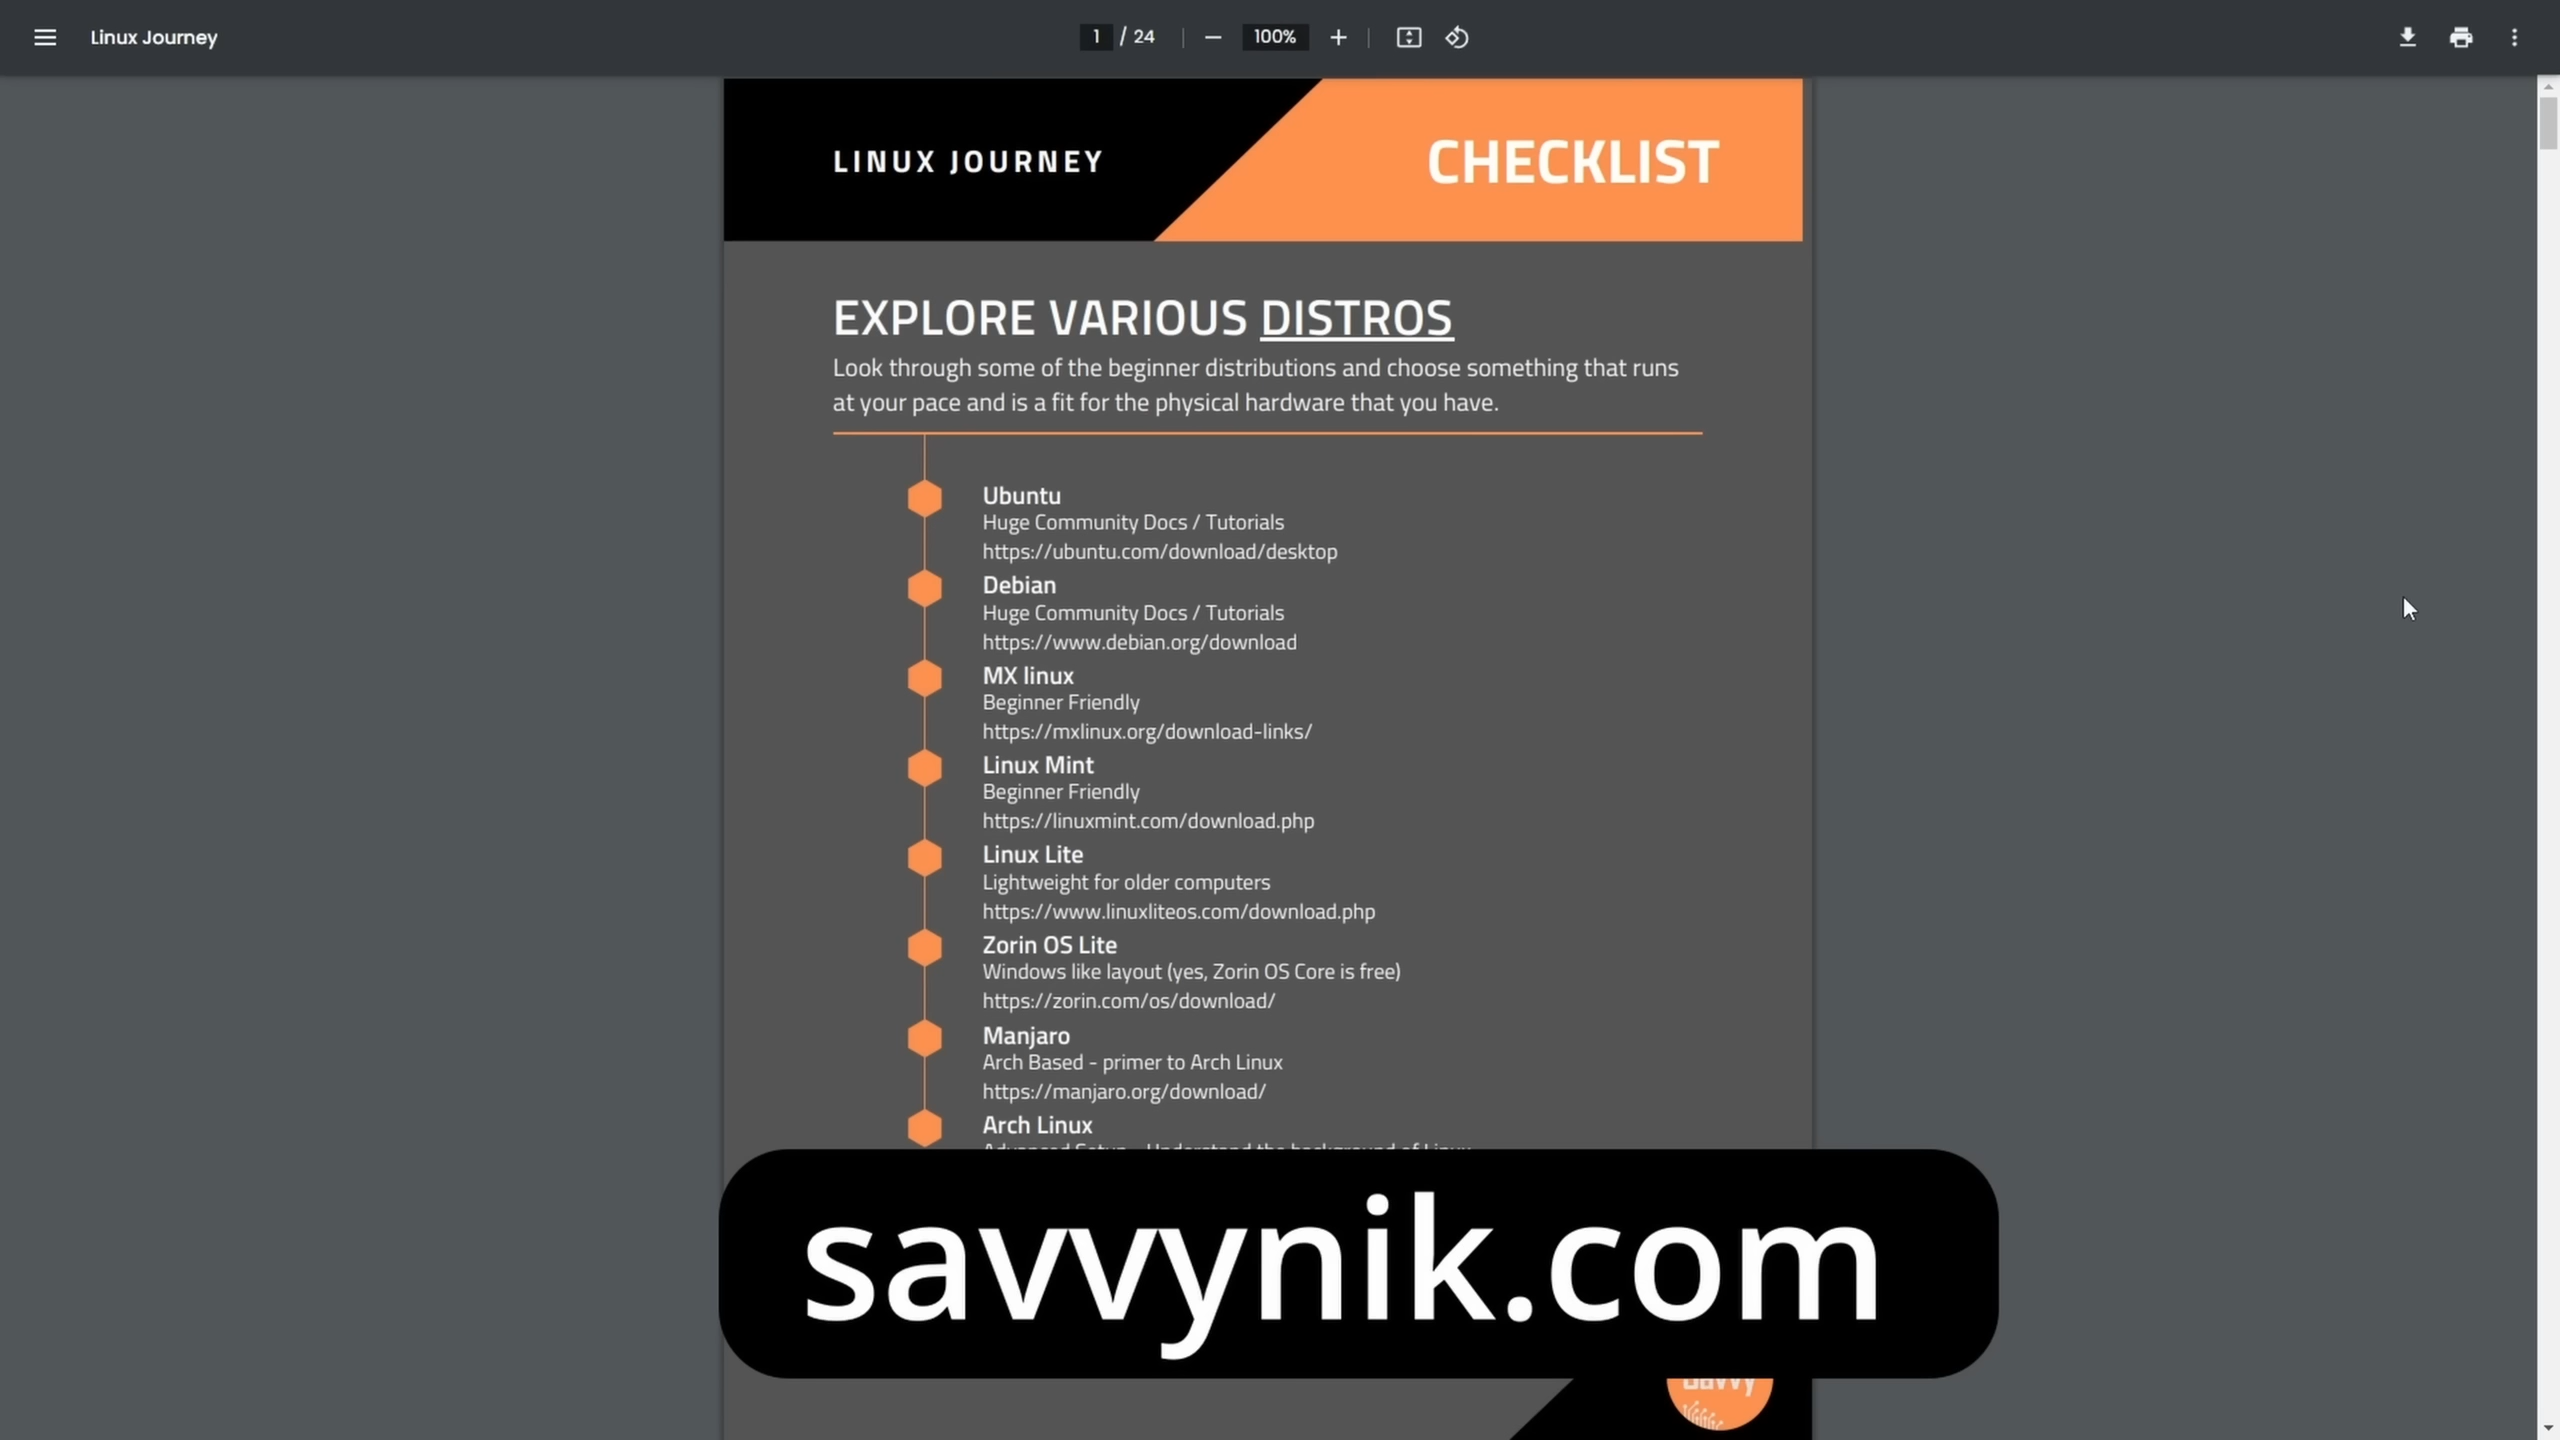 Linux Journey
1 / 24
100%
LINUX JOURNEY
CHECKLIST
EXPLORE VARIOUS DISTROS
Look through some of the beginner distributions and choose something that runs
at your pace and is a fit for the physical hardware that you have.
Ubuntu
Huge Community Docs / Tutorials
https://ubuntu.com/download/desktop
Debian
Huge Community Docs / Tutorials
https://www.debian.org/download
MX linux
Beginner Friendly
https://mxlinux.org/download-links/
Linux Mint
Beginner Friendly
https://linuxmint.com/download.php
Linux Lite
Lightweight for older computers
https://www.linuxliteos.com/download.php
Zorin OS Lite
Windows like layout (yes, Zorin OS Core is free)
https://zorin.com/os/download/
Manjaro
Arch Based - primer to Arch Linux
https://manjaro.org/download/
Arch Linux
savvynik.com